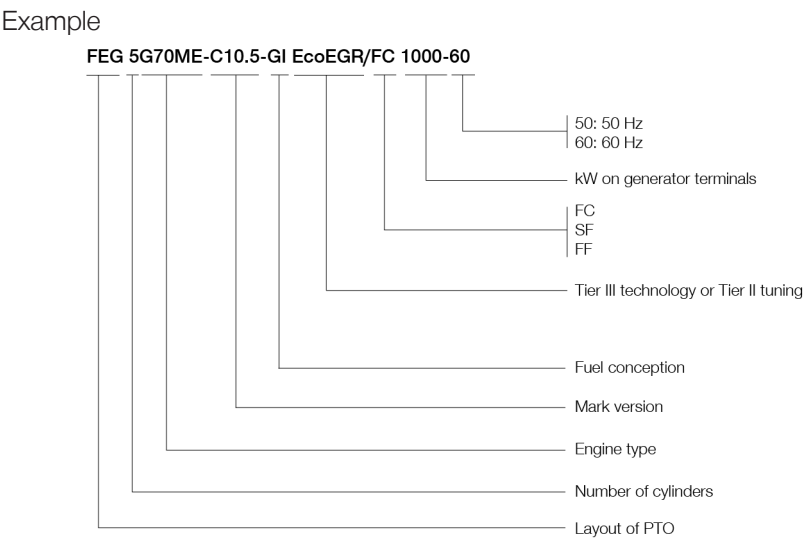 Example
FEG 5G70ME-C10.5-GI EcoEGR/FC 1000-60
50: 50 Hz
60: 60 Hz
kW on generator terminals
FC
SF
FF
Tier III technology or Tier II tuning
Fuel conception
Mark version
Engine type
Number of cylinders
Layout of PTO